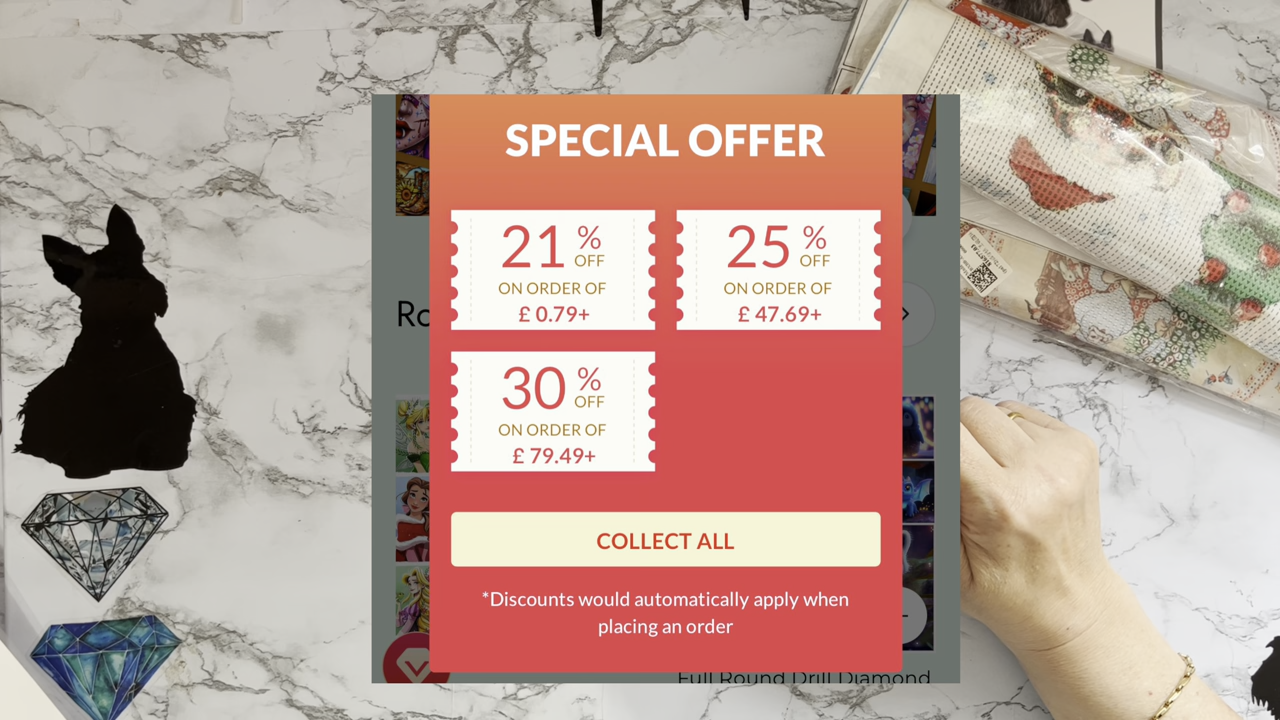 SPECIAL OFFER
21 % OFF
ON ORDER OF
£ 0.79+
25 % OFF
ON ORDER OF
£ 47.69+
Ro
30 % OFF
ON ORDER OF
£ 79.49+
COLLECT ALL
*Discounts would automatically apply when
placing an order
Full Round Drill Diamond